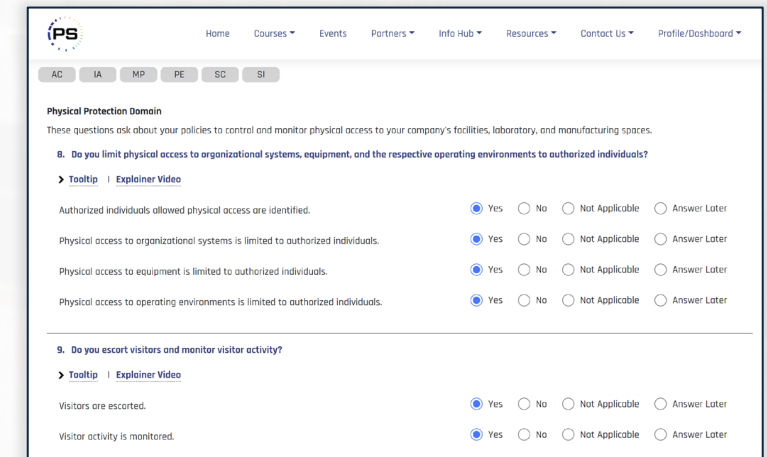 PS
Home Courses Events Partners Info Hub Resources Contact Us Profile/Dashboard
AC IA MP PE SC SI
Physical Protection Domain
These questions ask about your policies to control and monitor physical access to your company's facilities, laboratory, and manufacturing spaces.
8. Do you limit physical access to organizational systems, equipment, and the respective operating environments to authorized individuals?
Tooltip | Explainer Video
Authorized individuals allowed physical access are identified. Yes No Not Applicable Answer Later
Physical access to organizational systems is limited to authorized individuals. Yes No Not Applicable Answer Later
Physical access to equipment is limited to authorized individuals. Yes No Not Applicable Answer Later
Physical access to operating environments is limited to authorized individuals. Yes No Not Applicable Answer Later
9. Do you escort visitors and monitor visitor activity?
Tooltip | Explainer Video
Visitors are escorted. Yes No Not Applicable Answer Later
Visitor activity is monitored. Yes No Not Applicable Answer Later